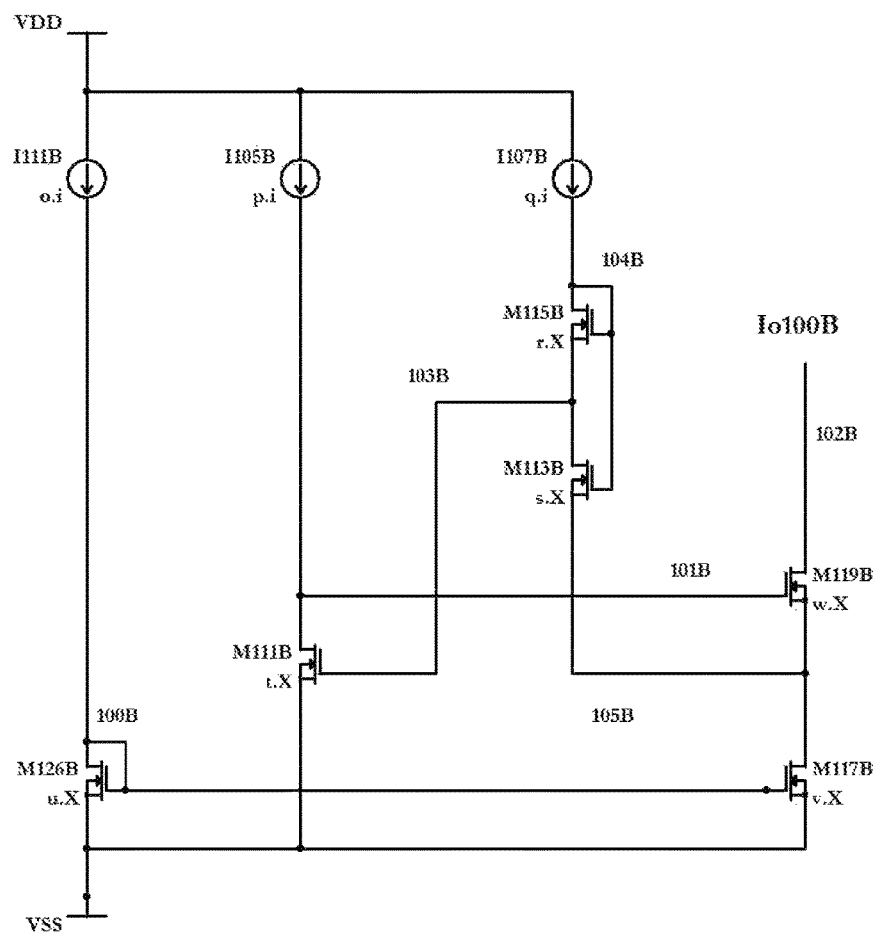 VDD
I111B
o.i
I105B
p.i
I107B
q.i
104B
M115B
r.X
Io100B
103B
102B
M113B
s.X
101B
M119B
w.X
M111B
t.X
100B
105B
M126B
u.X
M117B
v.X
VSS